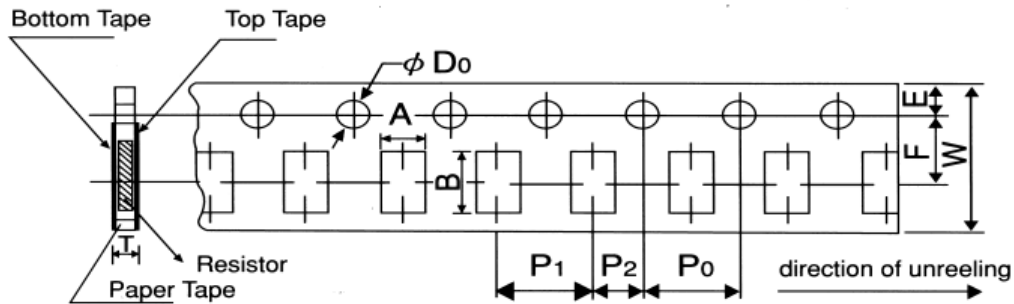 Bottom Tape
Top Tape
ϕ D0
A
B
E
F
W
T
Resistor
Paper Tape
P1
P2
P0
direction of unreeling